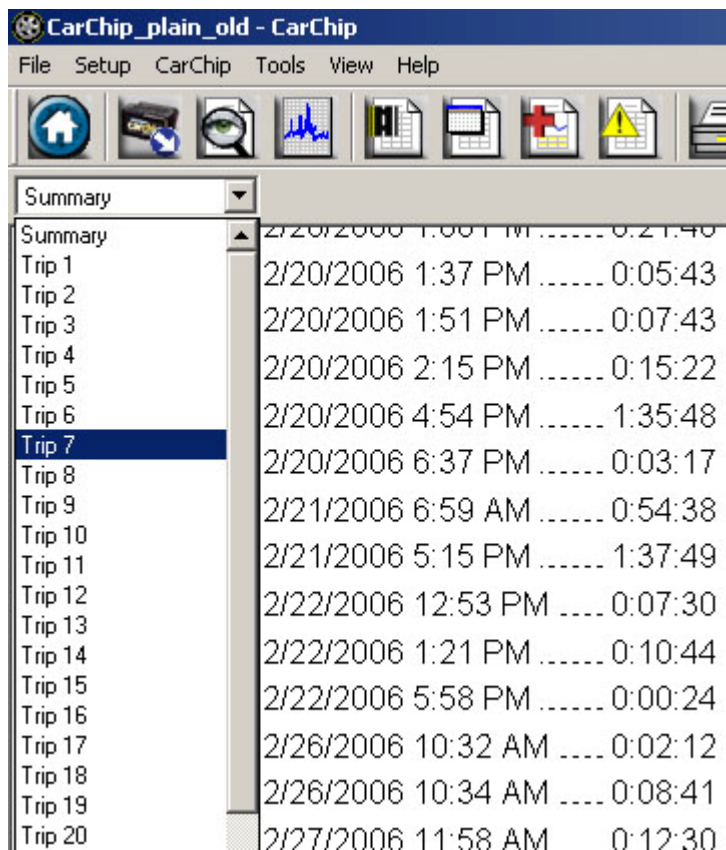 CarChip_plain_old - CarChip
File Setup CarChip Tools View Help
Summary
Summary
Trip 1
Trip 2
Trip 3
Trip 4
Trip 5
Trip 6
Trip 7
Trip 8
Trip 9
Trip 10
Trip 11
Trip 12
Trip 13
Trip 14
Trip 15
Trip 16
Trip 17
Trip 18
Trip 19
Trip 20
2/20/2006 1:37 PM ...... 0:05:43
2/20/2006 1:51 PM ...... 0:07:43
2/20/2006 2:15 PM ...... 0:15:22
2/20/2006 4:54 PM ...... 1:35:48
2/20/2006 6:37 PM ...... 0:03:17
2/21/2006 6:59 AM ...... 0:54:38
2/21/2006 5:15 PM ...... 1:37:49
2/22/2006 12:53 PM .... 0:07:30
2/22/2006 1:21 PM ...... 0:10:44
2/22/2006 5:58 PM ...... 0:00:24
2/26/2006 10:32 AM .... 0:02:12
2/26/2006 10:34 AM .... 0:08:41
2/27/2006 11:58 AM .... 0:12:30